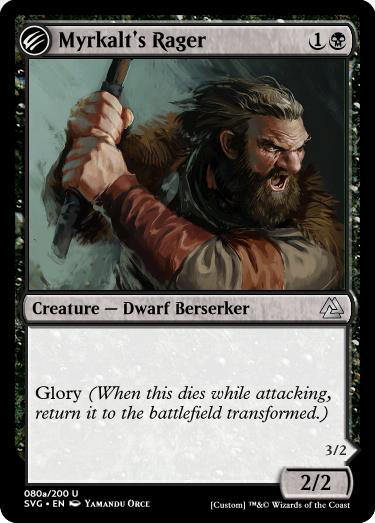 Myrkalt's Rager 1
Creature — Dwarf Berserker
Glory (When this dies while attacking,
return it to the battlefield transformed.)
3/2
2/2
080a/200 U
SVG • EN Yamandu Orce
[Custom] ™&© Wizards of the Coast